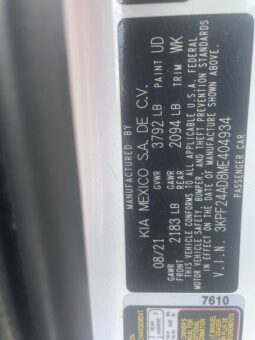 MANUFACTURED BY
KIA MEXICO S.A. DE C.V.
08/21 GVWR 3792 LB PAINT UD
GAWR FRONT 2183 LB GAWR REAR 2094 LB TRIM WK
THIS VEHICLE CONFORMS TO ALL APPLICABLE U.S.A. FEDERAL
MOTOR VEHICLE SAFETY, BUMPER, AND THEFT PREVENTION STANDARDS
IN EFFECT ON THE DATE OF MANUFACTURE SHOWN ABOVE.
V.I.N. 3KPF24AD8ME404934
PASSENGER CAR
7610